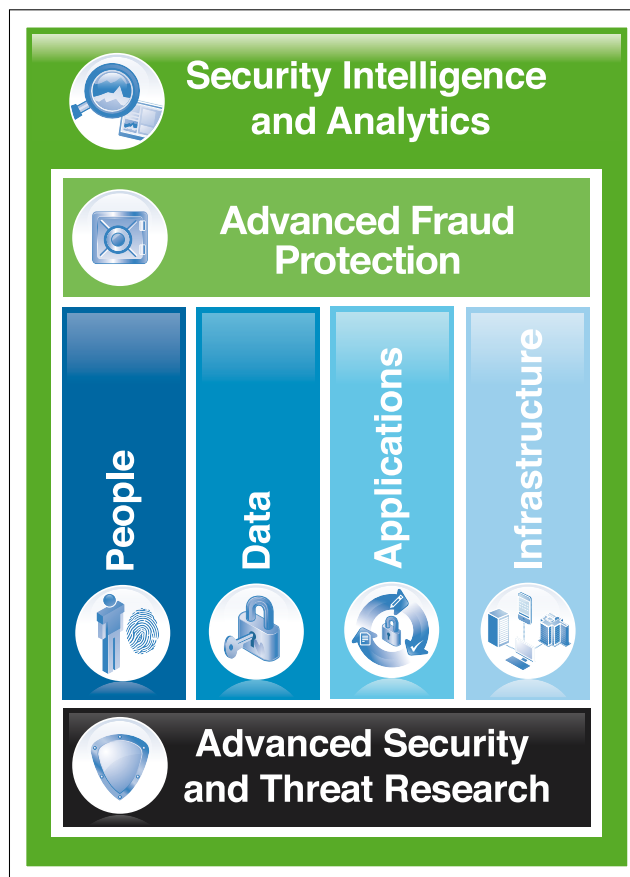 Security Intelligence
and Analytics
Advanced Fraud
Protection
People
Data
Applications
Infrastructure
Advanced Security
and Threat Research